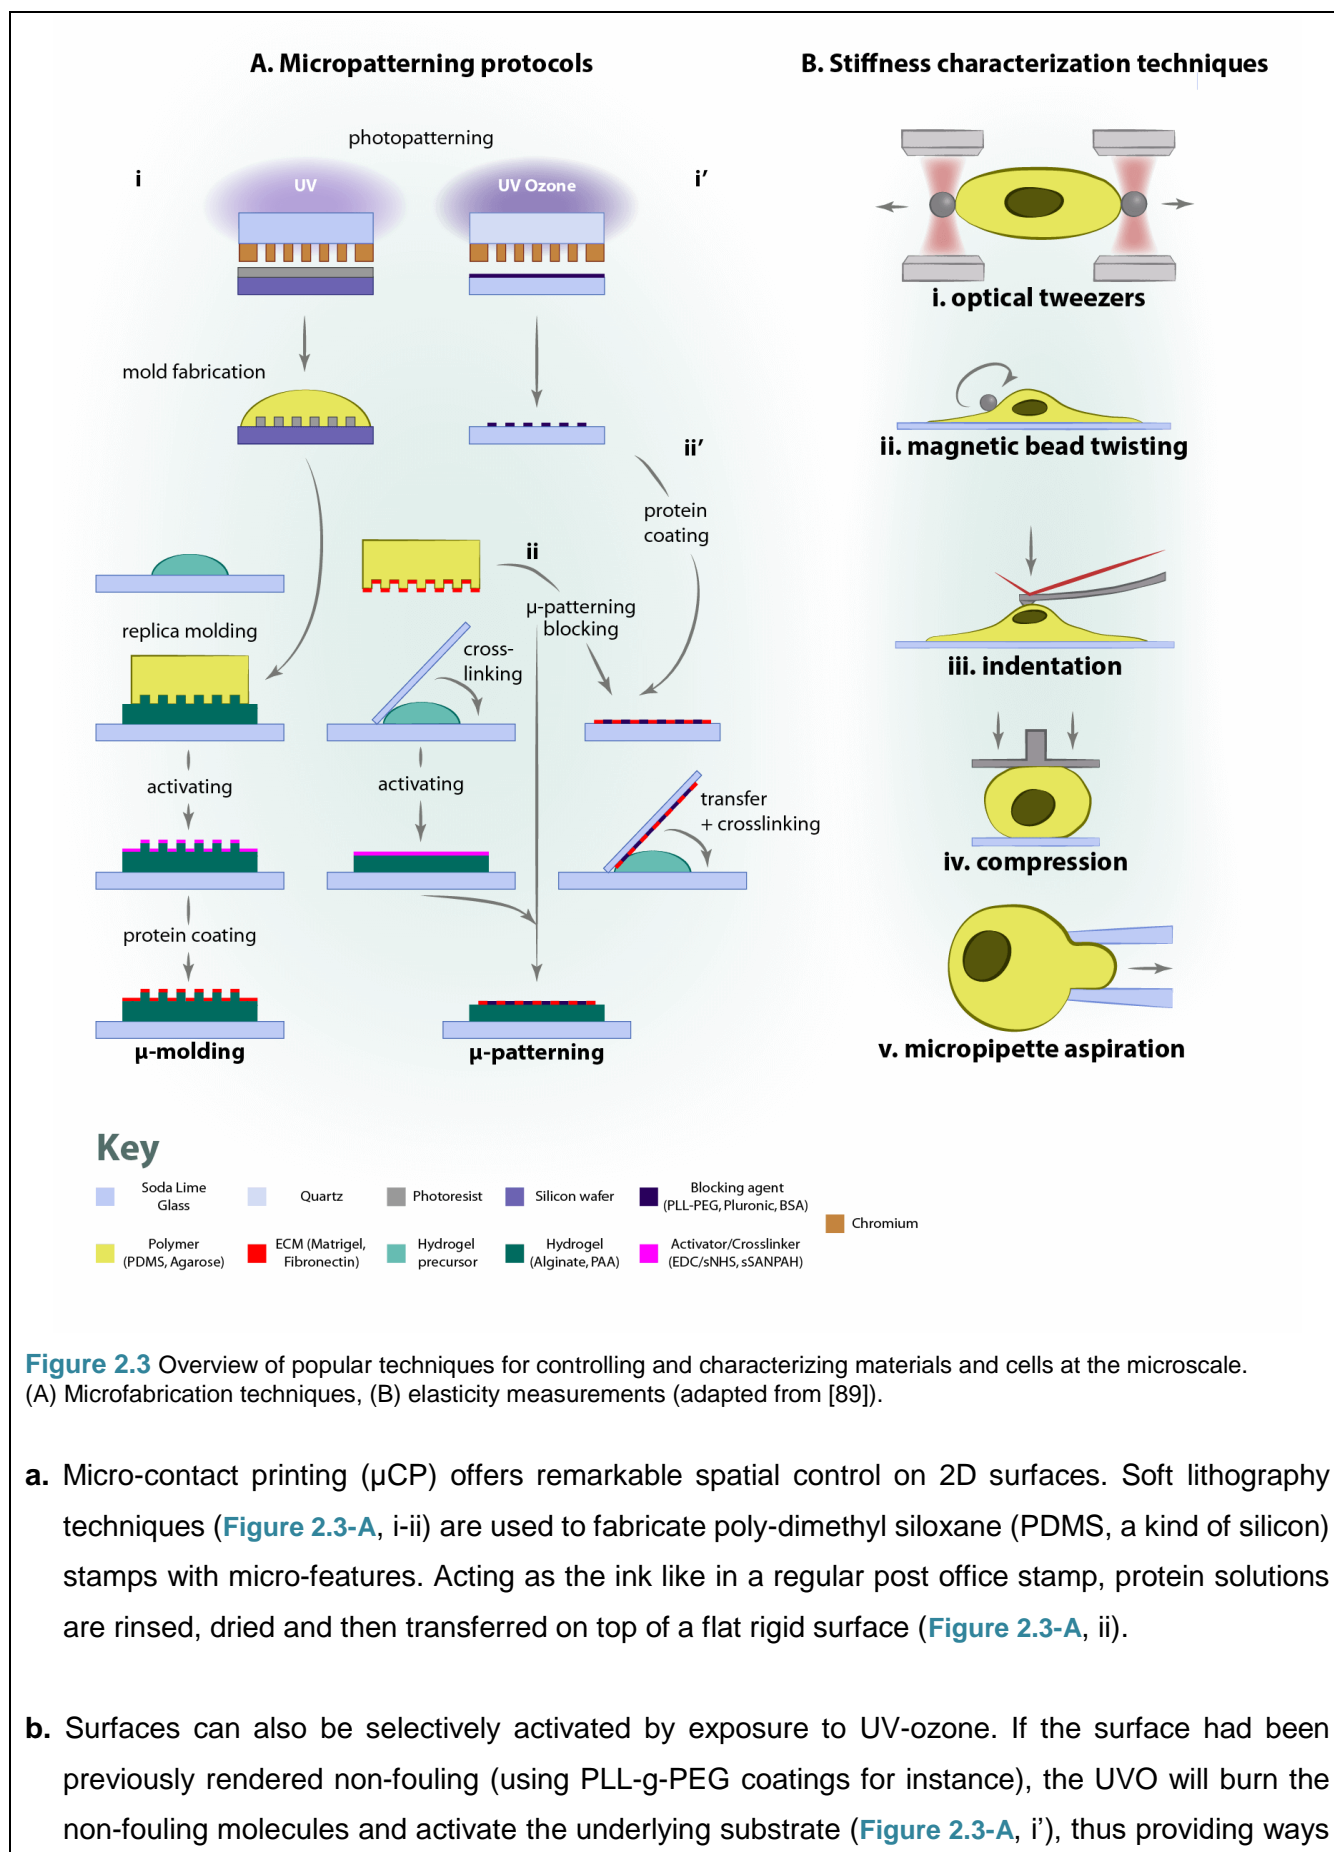 A. Micropatterning protocols
B. Stiffness characterization techniques
photopatterning
i
UV
UV Ozone
i′
i. optical tweezers
mold fabrication
ii. magnetic bead twisting
ii′
protein
coating
ii
μ-patterning
blocking
replica molding
cross-
linking
iii. indentation
activating
activating
transfer
+ crosslinking
iv. compression
protein coating
μ-molding
μ-patterning
v. micropipette aspiration
Key
Soda Lime
Glass
Quartz
Photoresist
Silicon wafer
Blocking agent
(PLL-PEG, Pluronic, BSA)
Chromium
Polymer
(PDMS, Agarose)
ECM (Matrigel,
Fibronectin)
Hydrogel
precursor
Hydrogel
(Alginate, PAA)
Activator/Crosslinker
(EDC/sNHS, sSANPAH)
Figure 2.3 Overview of popular techniques for controlling and characterizing materials and cells at the microscale.
(A) Microfabrication techniques, (B) elasticity measurements (adapted from [89]).
a. Micro-contact printing (μCP) offers remarkable spatial control on 2D surfaces. Soft lithography
techniques (Figure 2.3-A, i-ii) are used to fabricate poly-dimethyl siloxane (PDMS, a kind of silicon)
stamps with micro-features. Acting as the ink like in a regular post office stamp, protein solutions
are rinsed, dried and then transferred on top of a flat rigid surface (Figure 2.3-A, ii).
b. Surfaces can also be selectively activated by exposure to UV-ozone. If the surface had been
previously rendered non-fouling (using PLL-g-PEG coatings for instance), the UVO will burn the
non-fouling molecules and activate the underlying substrate (Figure 2.3-A, i’), thus providing ways